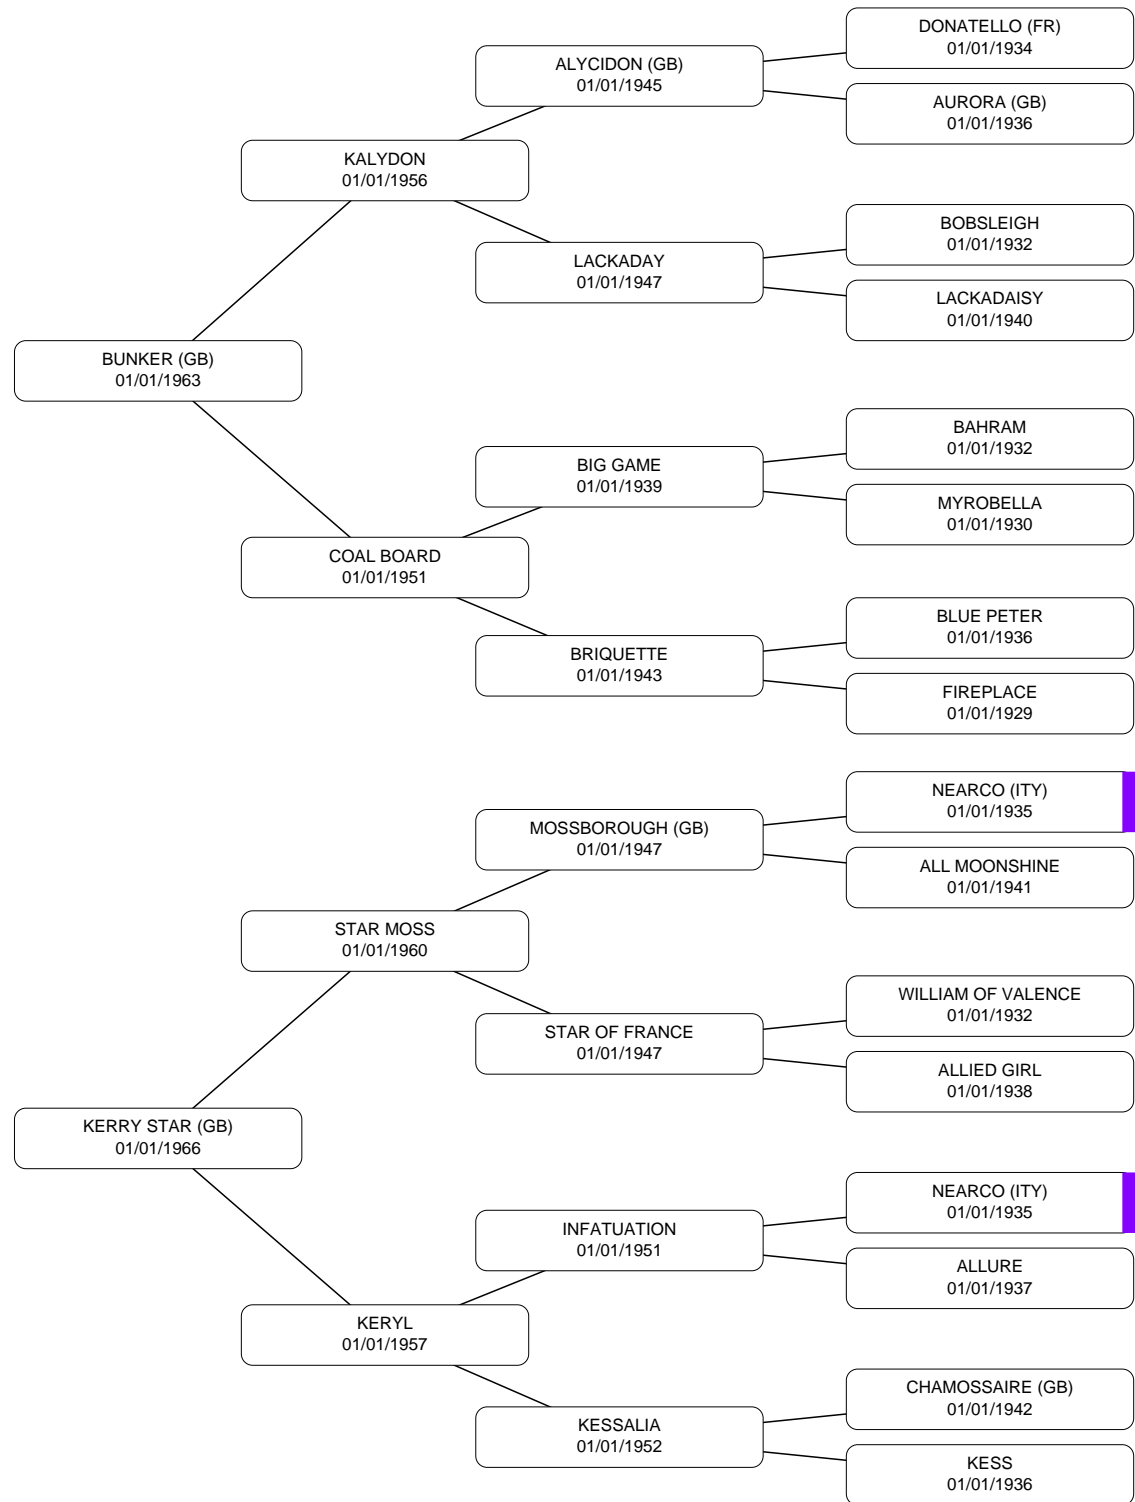 DONATELLO (FR)
01/01/1934
ALYCIDON (GB)
01/01/1945
AURORA (GB)
01/01/1936
KALYDON
01/01/1956
BOBSLEIGH
01/01/1932
LACKADAY
01/01/1947
LACKADAISY
01/01/1940
BUNKER (GB)
01/01/1963
BAHRAM
01/01/1932
BIG GAME
01/01/1939
MYROBELLA
01/01/1930
COAL BOARD
01/01/1951
BLUE PETER
01/01/1936
BRIQUETTE
01/01/1943
FIREPLACE
01/01/1929
NEARCO (ITY)
01/01/1935
MOSSBOROUGH (GB)
01/01/1947
ALL MOONSHINE
01/01/1941
STAR MOSS
01/01/1960
WILLIAM OF VALENCE
01/01/1932
STAR OF FRANCE
01/01/1947
ALLIED GIRL
01/01/1938
KERRY STAR (GB)
01/01/1966
NEARCO (ITY)
01/01/1935
INFATUATION
01/01/1951
ALLURE
01/01/1937
KERYL
01/01/1957
CHAMOSSAIRE (GB)
01/01/1942
KESSALIA
01/01/1952
KESS
01/01/1936